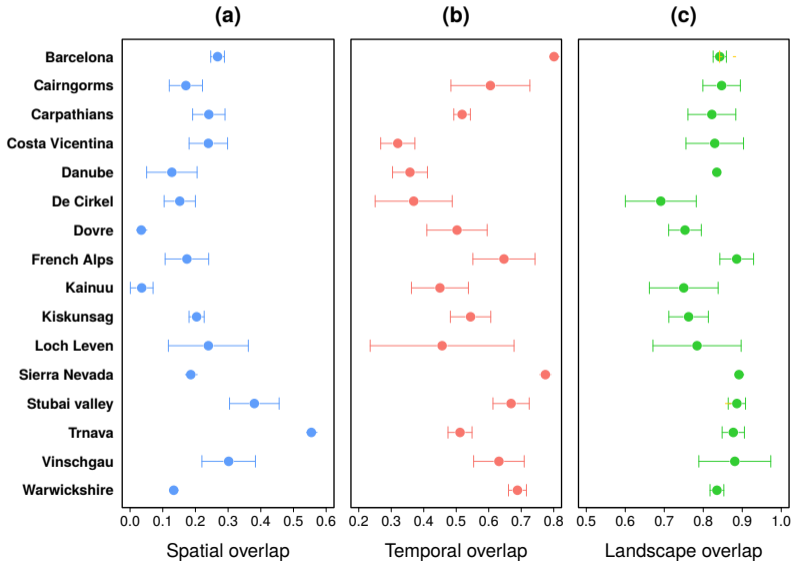 (a) (b) (c)
Barcelona
Cairngorms
Carpathians
Costa Vicentina
Danube
De Cirkel
Dovre
French Alps
Kainuu
Kiskunsag
Loch Leven
Sierra Nevada
Stubai valley
Trnava
Vinschgau
Warwickshire
0.0 0.1 0.2 0.3 0.4 0.5 0.6 0.2 0.3 0.4 0.5 0.6 0.7 0.8 0.5 0.6 0.7 0.8 0.9 1.0
Spatial overlap Temporal overlap Landscape overlap